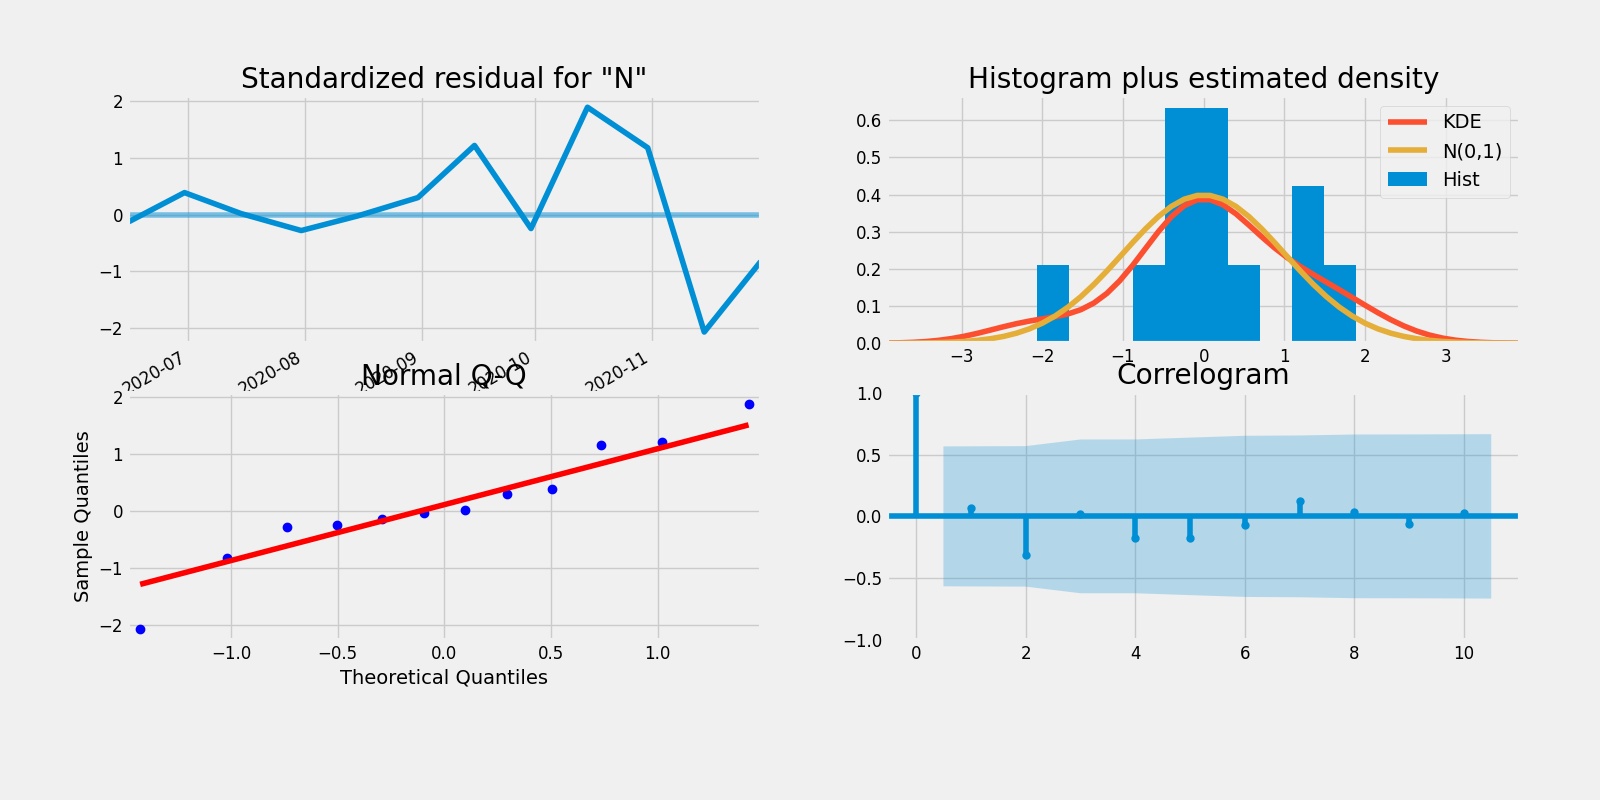 Standardized residual for "N"
2
1
0
−1
−2
2020-07
2020-08
2020-09
2020-10
2020-11
Histogram plus estimated density
0.6
0.5
0.4
0.3
0.2
0.1
0.0
KDE
N(0,1)
Hist
−3 −2 −1 0 1 2 3
Normal Q-Q
2
1
0
−1
−2
Sample Quantiles
−1.0 −0.5 0.0 0.5 1.0
Theoretical Quantiles
Correlogram
1.0
0.5
0.0
−0.5
−1.0
0 2 4 6 8 10